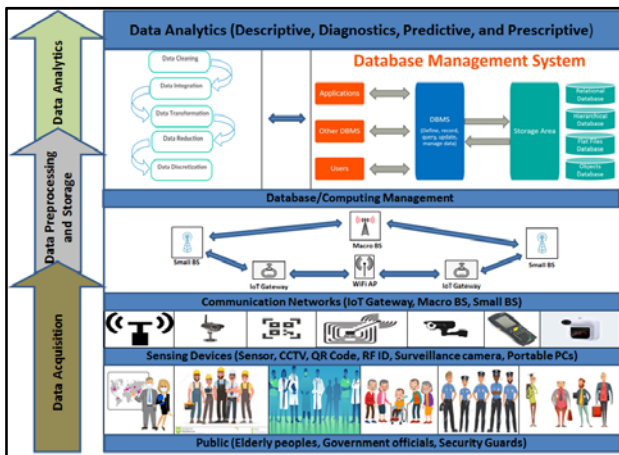 Data Analytics (Descriptive, Diagnostics, Predictive, and Prescriptive)
Data Analytics
Data Preprocessing
and Storage
Data Acquisition
Data Cleaning
Data Integration
Data Transformation
Data Reduction
Data Discretization
Database Management System
Applications
Other DBMS
Users
DBMS
(Define, record,
query, update,
manage data)
Storage Area
Relational
Database
Hierarchical
Database
Flat Files
Database
Objects
Database
Database/Computing Management
Macro BS
Small BS
Small BS
IoT Gateway
WiFi AP
IoT Gateway
Communication Networks (IoT Gateway, Macro BS, Small BS)
Sensing Devices (Sensor, CCTV, QR Code, RF ID, Surveillance camera, Portable PCs)
Public (Elderly peoples, Government officials, Security Guards)